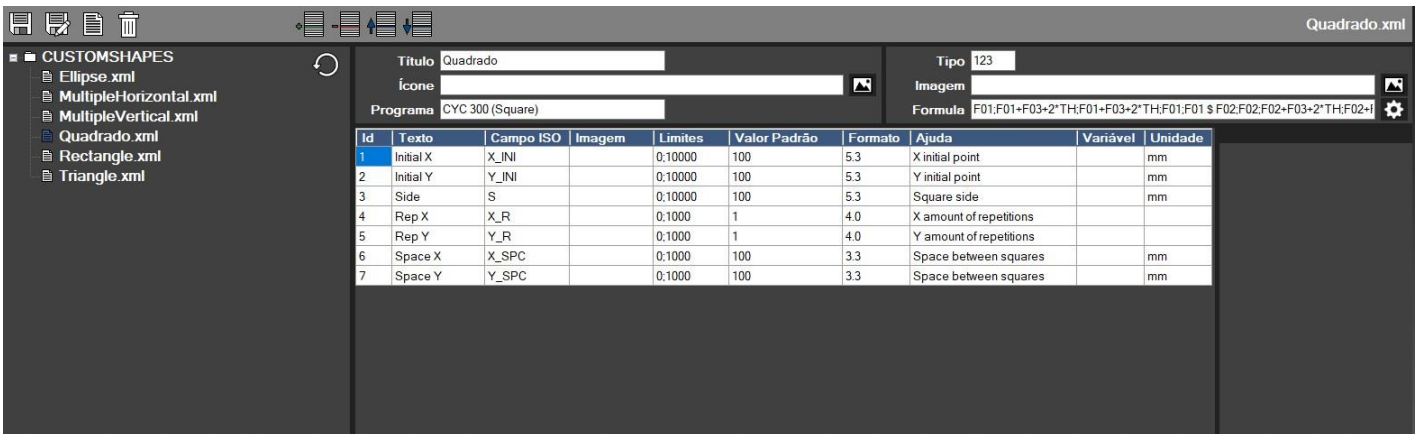 Quadrado.xml
CUSTOMSHAPES
Ellipse.xml
MultipleHorizontal.xml
MultipleVertical.xml
Quadrado.xml
Rectangle.xml
Triangle.xml
Título Quadrado
Ícone
Programa CYC 300 (Square)
Tipo 123
Imagem
Formula F01;F01+F03+2*TH;F01+F03+2*TH;F01;F01 $ F02;F02;F02+F03+2*TH;F02+F
Id Texto Campo ISO Imagem Limites Valor Padrão Formato Ajuda Variável Unidade
1 Initial X X_INI 0;10000 100 5.3 X initial point mm
2 Initial Y Y_INI 0;10000 100 5.3 Y initial point mm
3 Side S 0;10000 100 5.3 Square side mm
4 Rep X X_R 0;1000 1 4.0 X amount of repetitions
5 Rep Y Y_R 0;1000 1 4.0 Y amount of repetitions
6 Space X X_SPC 0;1000 100 3.3 Space between squares mm
7 Space Y Y_SPC 0;1000 100 3.3 Space between squares mm